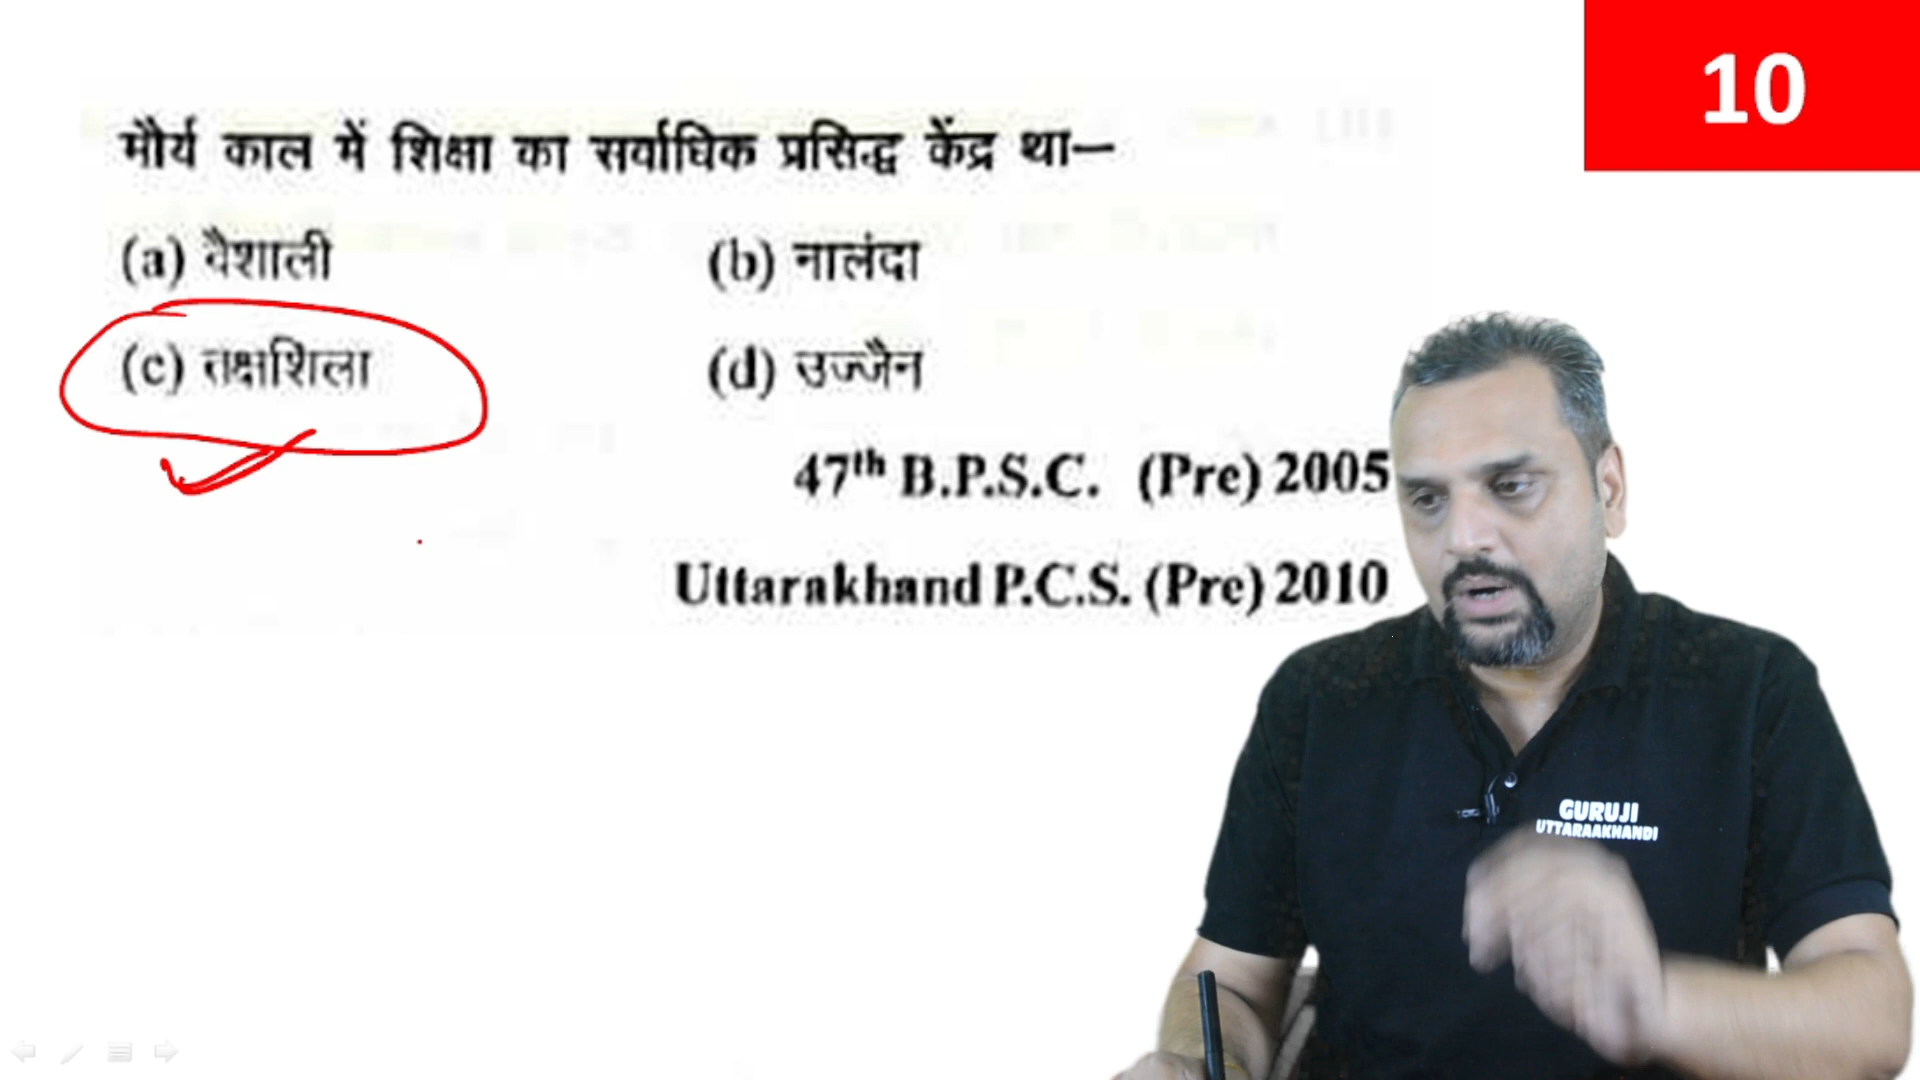 10
मौर्य काल में शिक्षा का सर्वाधिक प्रसिद्ध केंद्र था—
(a) वैशाली (b) नालंदा
(c) तक्षशिला (d) उज्जैन
47th B.P.S.C. (Pre) 2005
Uttarakhand P.C.S. (Pre) 2010
GURUJI
UTTARAAKHANDI